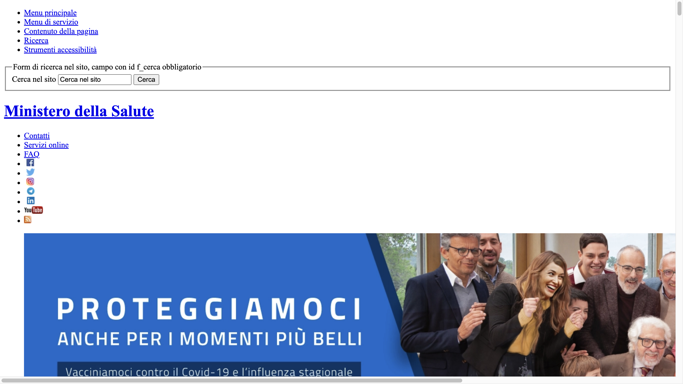 Menu principale
Menu di servizio
Contenuto della pagina
Ricerca
Strumenti accessibilità
Form di ricerca nel sito, campo con id f_cerca obbligatorio
Cerca nel sito Cerca nel sito Cerca
Ministero della Salute
Contatti
Servizi online
FAQ
You Tube
PROTEGGIAMOCI
ANCHE PER I MOMENTI PIÙ BELLI
Vacciniamoci contro il Covid-19 e l'influenza stagionale